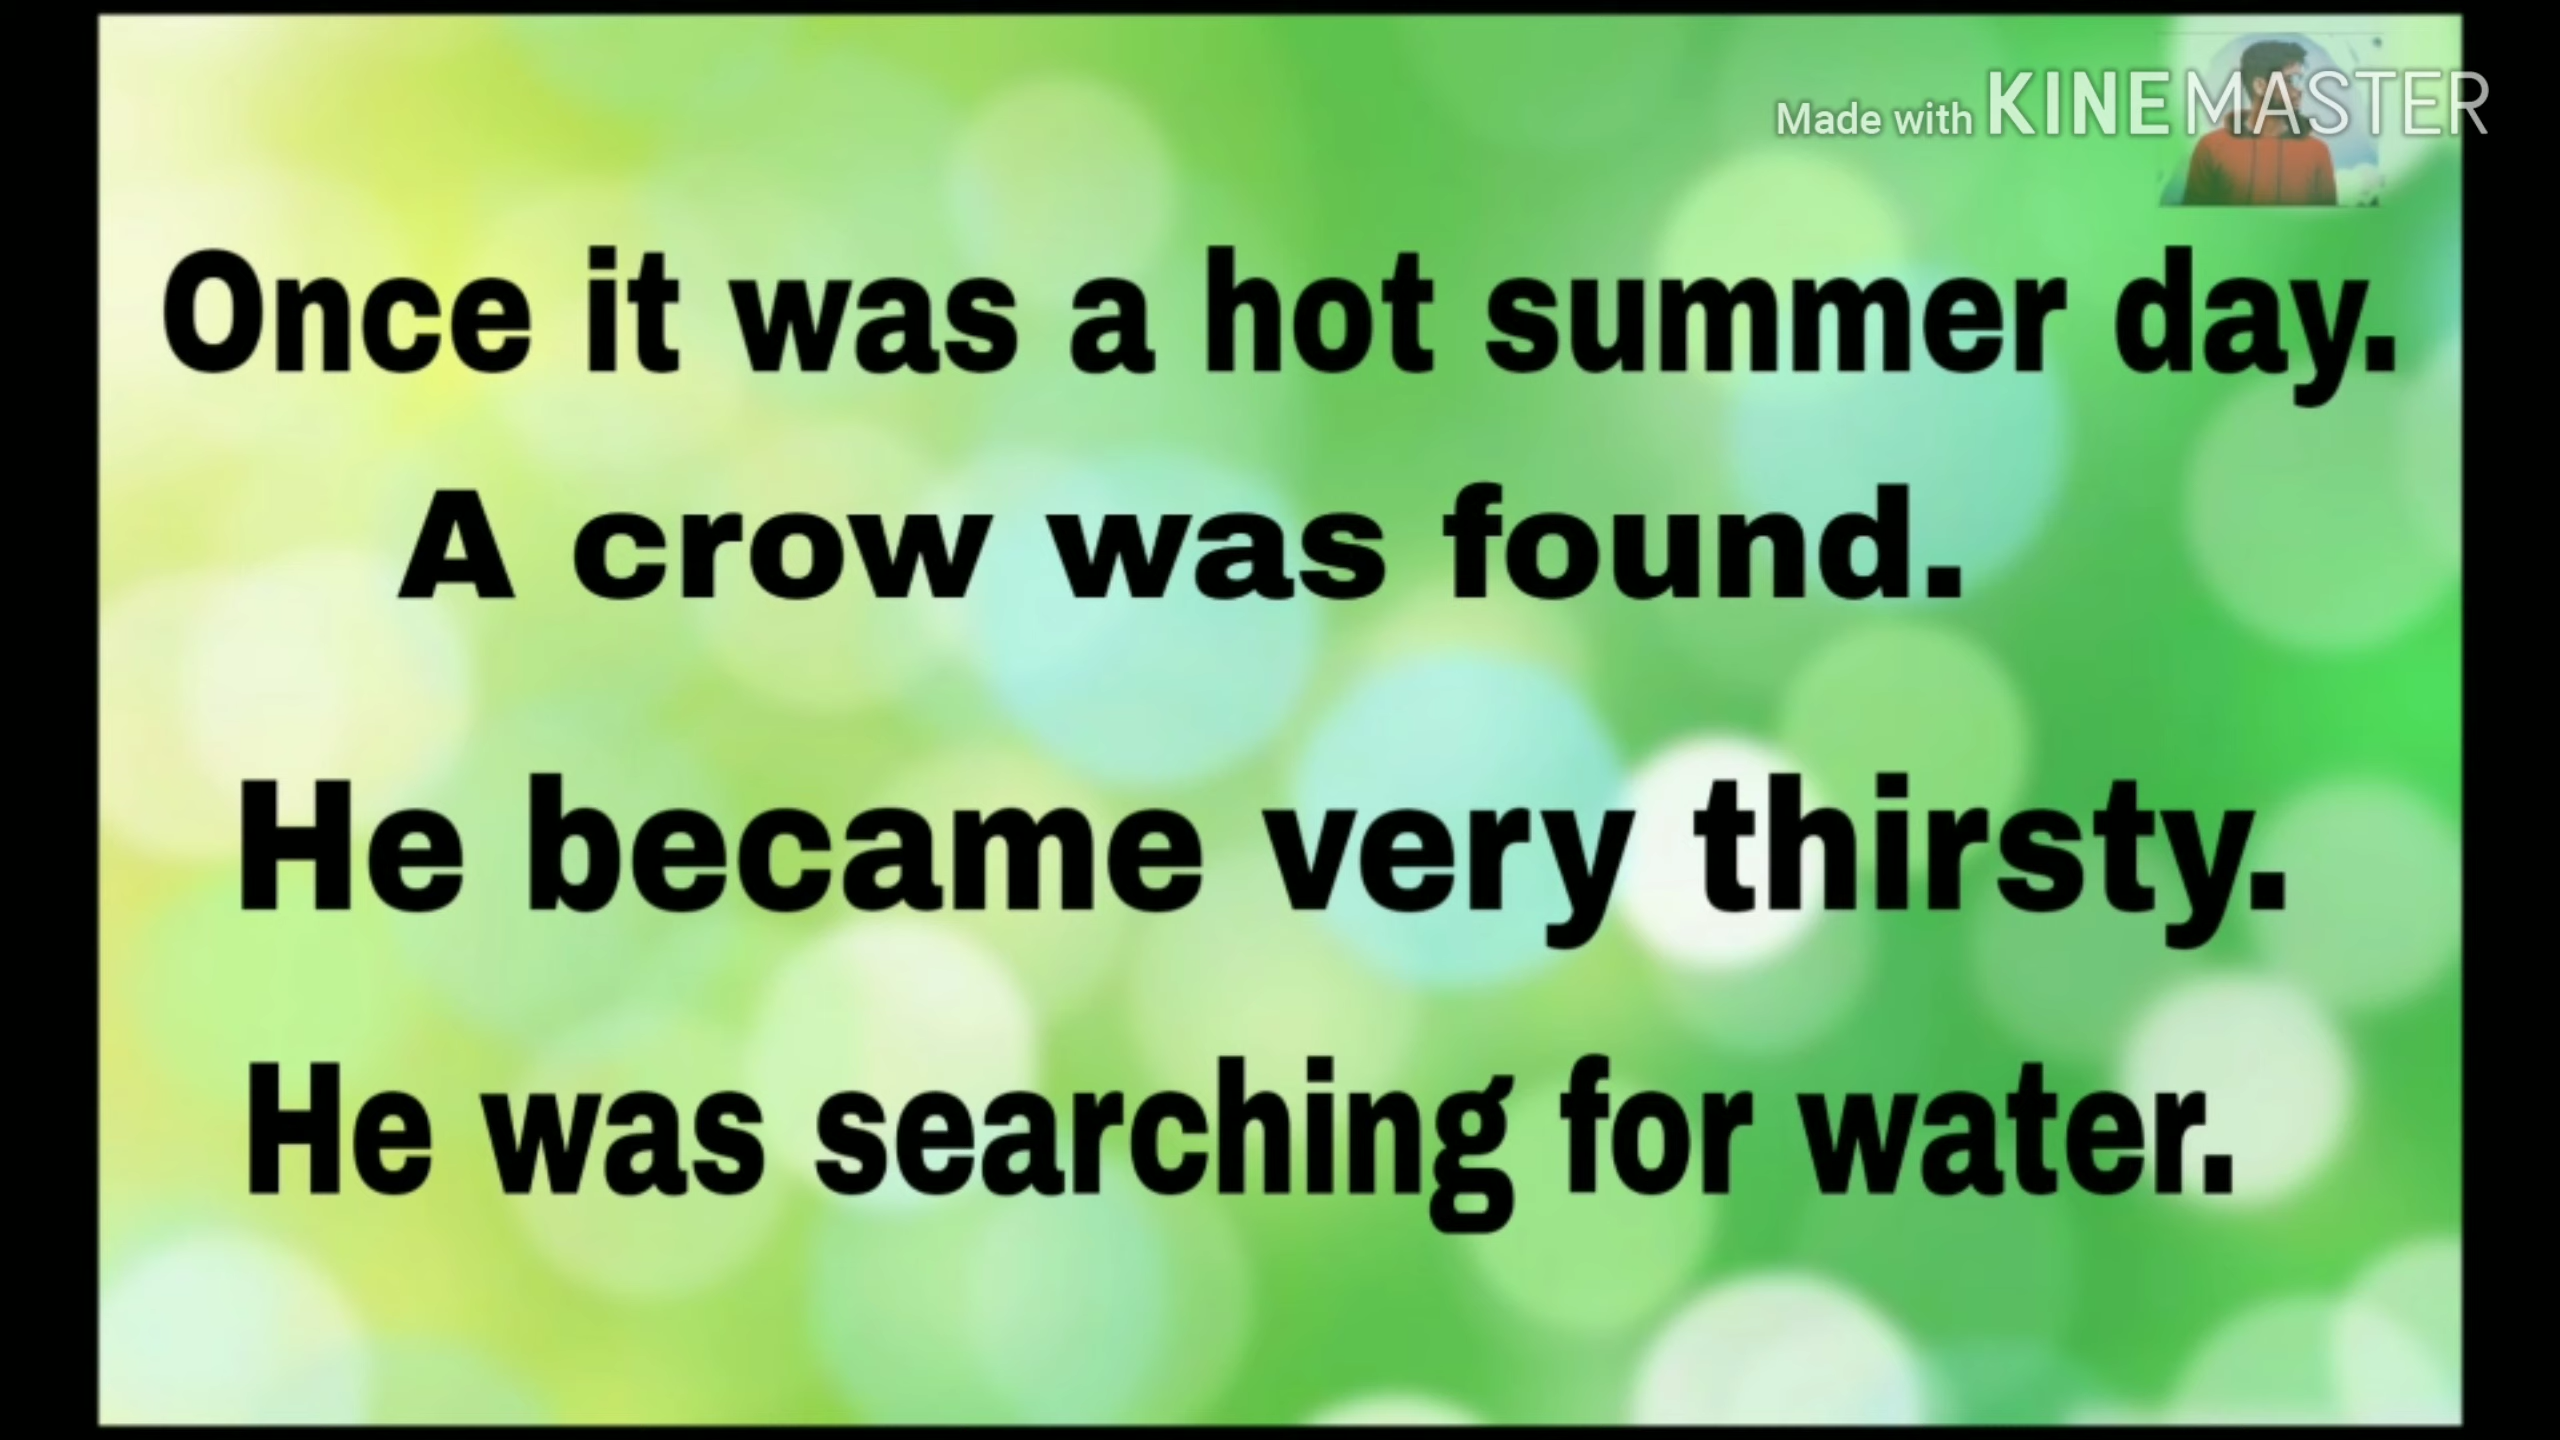 Made with KINEMASTER
Once it was a hot summer day.
A crow was found.
He became very thirsty.
He was searching for water.